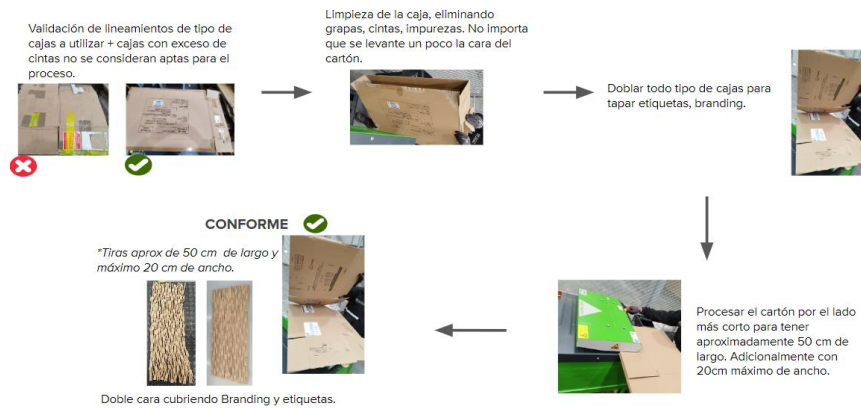 Validación de lineamientos de tipo de
cajas a utilizar + cajas con exceso de
cintas no se consideran aptas para el
proceso.
Limpieza de la caja, eliminando
grapas, cintas, impurezas. No importa
que se levante un poco la cara del
cartón.
Doblar todo tipo de cajas para
tapar etiquetas, branding.
Procesar el cartón por el lado
más corto para tener
aproximadamente 50 cm de
largo. Adicionalmente con
20cm máximo de ancho.
CONFORME
*Tiras aprox de 50 cm de largo y
máximo 20 cm de ancho.
Doble cara cubriendo Branding y etiquetas.